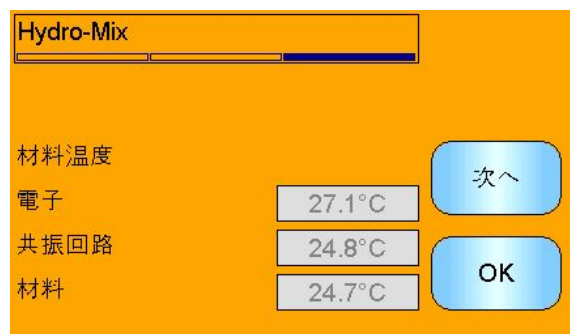 Hydro-Mix
材料温度
次へ
電子 27.1°C
共振回路 24.8°C
OK
材料 24.7°C